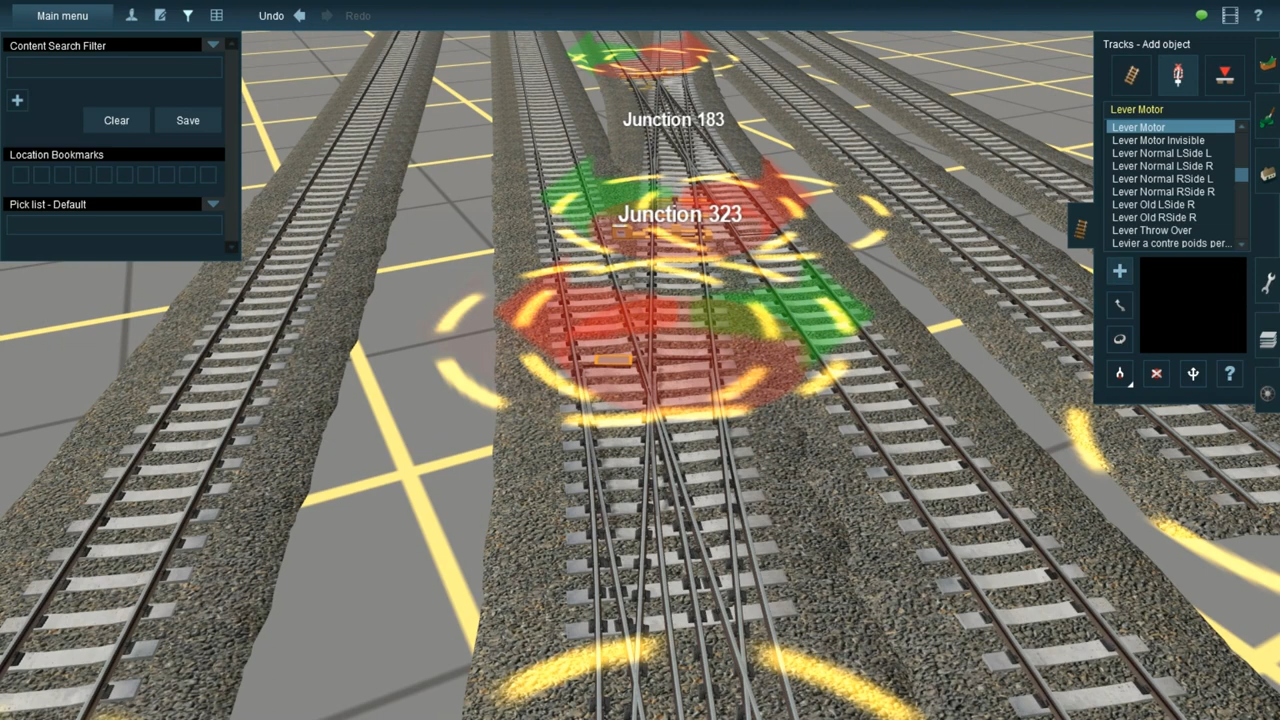 Main menu
Undo
Redo
?
Content Search Filter
Clear
Save
Location Bookmarks
Pick list - Default
Junction 183
Junction 323
Tracks - Add object
Lever Motor
Lever Motor
Lever Motor Invisible
Lever Normal LSide L
Lever Normal LSide R
Lever Normal RSide L
Lever Normal RSide R
Lever Old LSide R
Lever Old RSide R
Lever Throw Over
Levier a contre poids per...
?